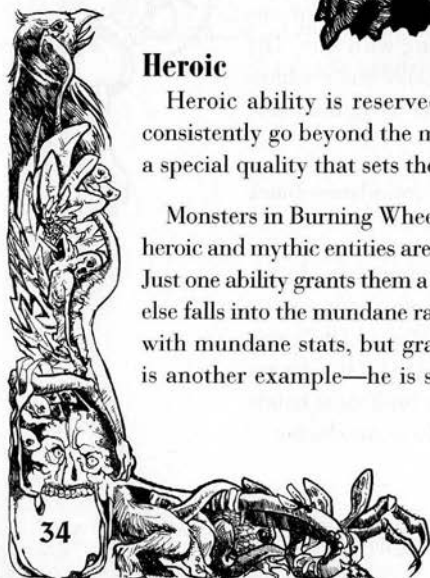 Heroic
Heroic ability is reserved
consistently go beyond the m
a special quality that sets the
Monsters in Burning Whee
heroic and mythic entities are
Just one ability grants them a
else falls into the mundane ra
with mundane stats, but gra
is another example—he is s
34